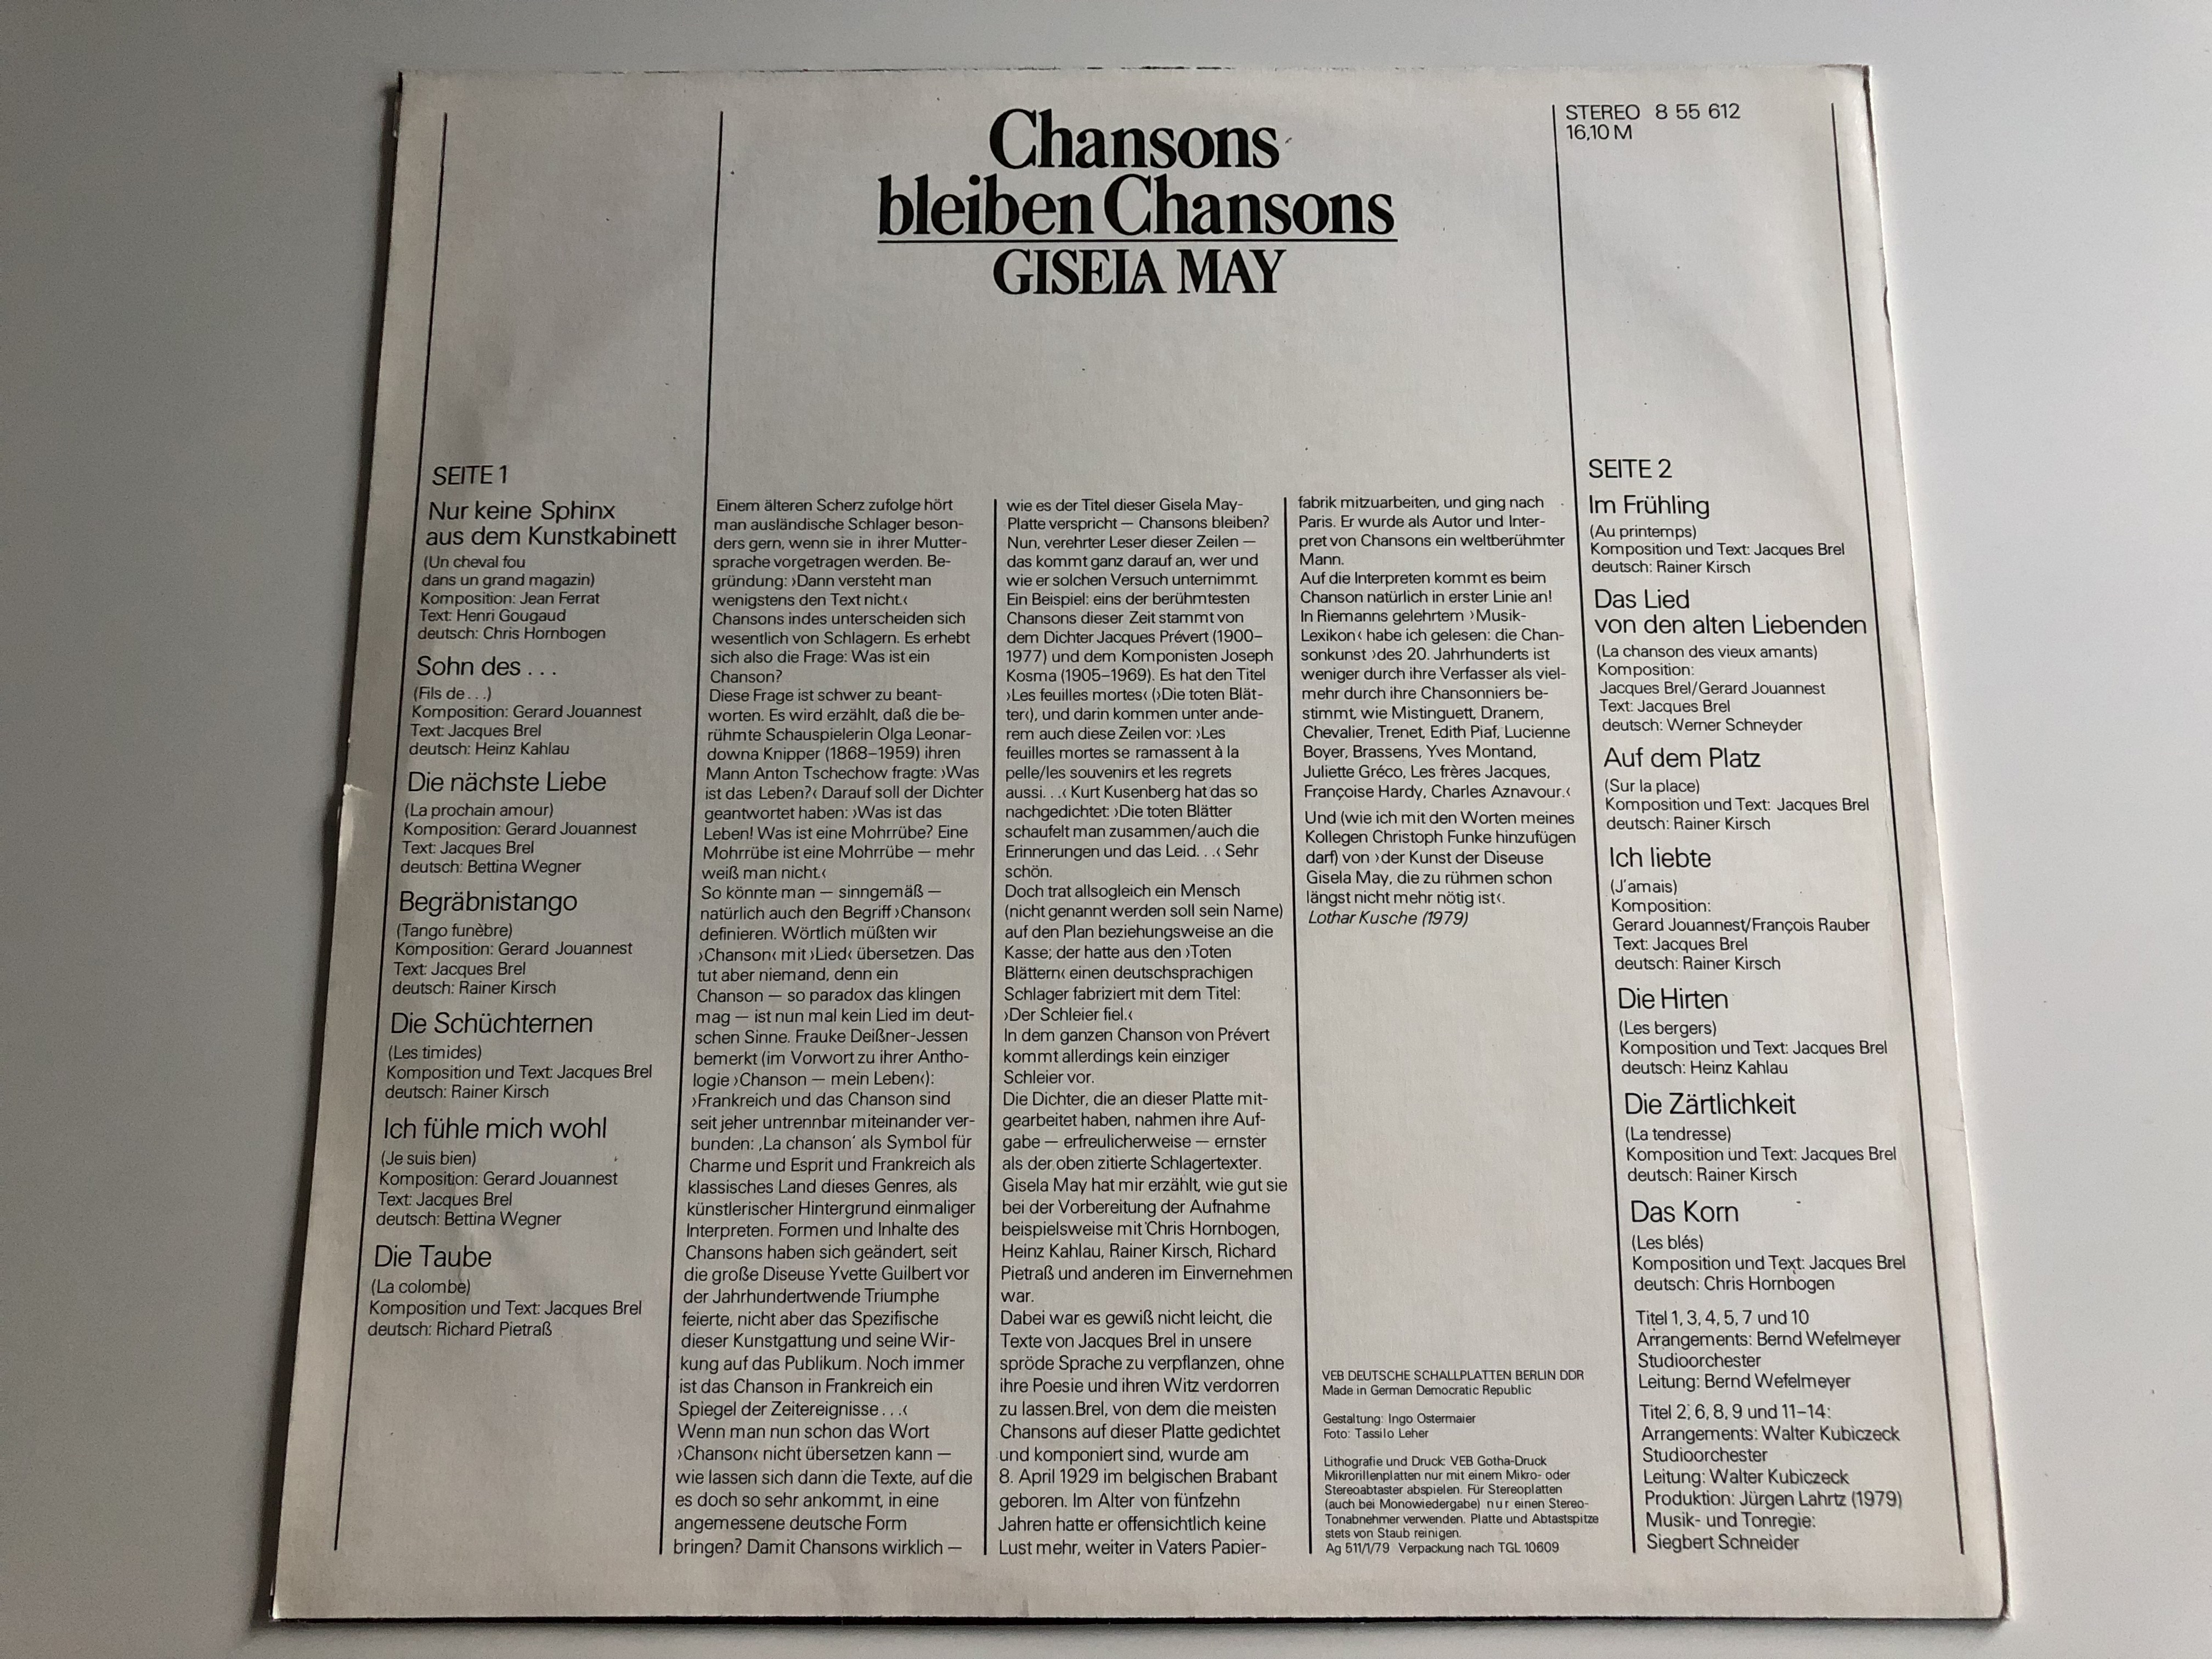 Chansons
bleiben Chansons
GISELA MAY
STEREO 8 55 612
16,10 M
SEITE 1
Nur keine Sphinx
aus dem Kunstkabinett
(Un cheval fou
dans un grand magazin)
Komposition: Jean Ferrat
Text: Henri Gougaud
deutsch: Chris Hornbogen
Sohn des . . .
(Fils de . . .)
Komposition: Gerard Jouannest
Text: Jacques Brel
deutsch: Heinz Kahlau
Die nächste Liebe
(La prochain amour)
Komposition: Gerard Jouannest
Text: Jacques Brel
deutsch: Bettina Wegner
Begräbnistango
(Tango funèbre)
Komposition: Gerard Jouannest
Text: Jacques Brel
deutsch: Rainer Kirsch
Die Schüchternen
(Les timides)
Komposition und Text: Jacques Brel
deutsch: Rainer Kirsch
Ich fühle mich wohl
(Je suis bien)
Komposition: Gerard Jouannest
Text: Jacques Brel
deutsch: Bettina Wegner
Die Taube
(La colombe)
Komposition und Text: Jacques Brel
deutsch: Richard Pietraß
Einem älteren Scherz zufolge hört
man ausländische Schlager beson-
ders gern, wenn sie in ihrer Mutter-
sprache vorgetragen werden. Be-
gründung: ›Dann versteht man
wenigstens den Text nicht.‹
Chansons indes unterscheiden sich
wesentlich von Schlagern. Es erhebt
sich also die Frage: Was ist ein
Chanson?
Diese Frage ist schwer zu beant-
worten. Es wird erzählt, daß die be-
rühmte Schauspielerin Olga Leonar-
downa Knipper (1868–1959) ihren
Mann Anton Tschechow fragte: ›Was
ist das Leben?‹ Darauf soll der Dichter
geantwortet haben: ›Was ist das
Leben! Was ist eine Mohrrübe? Eine
Mohrrübe ist eine Mohrrübe — mehr
weiß man nicht.‹
So könnte man — sinngemäß —
natürlich auch den Begriff ›Chanson‹
definieren. Wörtlich müßten wir
›Chanson‹ mit ›Lied‹ übersetzen. Das
tut aber niemand, denn ein
Chanson — so paradox das klingen
mag — ist nun mal kein Lied im deut-
schen Sinne. Frauke Deißner-Jessen
bemerkt (im Vorwort zu ihrer Antho-
logie ›Chanson — mein Leben‹):
›Frankreich und das Chanson sind
seit jeher untrennbar miteinander ver-
bunden: ‚La chanson‘ als Symbol für
Charme und Esprit und Frankreich als
klassisches Land dieses Genres, als
künstlerischer Hintergrund einmaliger
Interpreten. Formen und Inhalte des
Chansons haben sich geändert, seit
die große Diseuse Yvette Guilbert vor
der Jahrhundertwende Triumphe
feierte, nicht aber das Spezifische
dieser Kunstgattung und seine Wir-
kung auf das Publikum. Noch immer
ist das Chanson in Frankreich ein
Spiegel der Zeitereignisse . . .‹
Wenn man nun schon das Wort
›Chanson‹ nicht übersetzen kann —
wie lassen sich dann die Texte, auf die
es doch so sehr ankommt, in eine
angemessene deutsche Form
bringen? Damit Chansons wirklich —
wie es der Titel dieser Gisela May-
Platte verspricht — Chansons bleiben?
Nun, verehrter Leser dieser Zeilen —
das kommt ganz darauf an, wer und
wie er solchen Versuch unternimmt.
Ein Beispiel: eins der berühmtesten
Chansons dieser Zeit stammt von
dem Dichter Jacques Prévert (1900–
1977) und dem Komponisten Joseph
Kosma (1905–1969). Es hat den Titel
›Les feuilles mortes‹ (›Die toten Blät-
ter‹), und darin kommen unter ande-
rem auch diese Zeilen vor: ›Les
feuilles mortes se ramassent à la
pelle/les souvenirs et les regrets
aussi. . .‹ Kurt Kusenberg hat das so
nachgedichtet: ›Die toten Blätter
schaufelt man zusammen/auch die
Erinnerungen und das Leid. . .‹ Sehr
schön.
Doch trat allsogleich ein Mensch
(nicht genannt werden soll sein Name)
auf den Plan beziehungsweise an die
Kasse; der hatte aus den ›Toten
Blättern‹ einen deutschsprachigen
Schlager fabriziert mit dem Titel:
›Der Schleier fiel.‹
In dem ganzen Chanson von Prévert
kommt allerdings kein einziger
Schleier vor.
Die Dichter, die an dieser Platte mit-
gearbeitet haben, nahmen ihre Auf-
gabe — erfreulicherweise — ernster
als der oben zitierte Schlagertexter.
Gisela May hat mir erzählt, wie gut sie
bei der Vorbereitung der Aufnahme
beispielsweise mit Chris Hornbogen,
Heinz Kahlau, Rainer Kirsch, Richard
Pietraß und anderen im Einvernehmen
war.
Dabei war es gewiß nicht leicht, die
Texte von Jacques Brel in unsere
spröde Sprache zu verpflanzen, ohne
ihre Poesie und ihren Witz verdorren
zu lassen. Brel, von dem die meisten
Chansons auf dieser Platte gedichtet
und komponiert sind, wurde am
8. April 1929 im belgischen Brabant
geboren. Im Alter von fünfzehn
Jahren hatte er offensichtlich keine
Lust mehr, weiter in Vaters Papier-
fabrik mitzuarbeiten, und ging nach
Paris. Er wurde als Autor und Inter-
pret von Chansons ein weltberühmter
Mann.
Auf die Interpreten kommt es beim
Chanson natürlich in erster Linie an!
In Riemanns gelehrtem ›Musik-
Lexikon‹ habe ich gelesen: die Chan-
sonkunst ›des 20. Jahrhunderts ist
weniger durch ihre Verfasser als viel-
mehr durch ihre Chansonniers be-
stimmt, wie Mistinguett, Dranem,
Chevalier, Trenet, Edith Piaf, Lucienne
Boyer, Brassens, Yves Montand,
Juliette Gréco, Les frères Jacques,
Françoise Hardy, Charles Aznavour.‹
Und (wie ich mit den Worten meines
Kollegen Christoph Funke hinzufügen
darf) von ›der Kunst der Diseuse
Gisela May, die zu rühmen schon
längst nicht mehr nötig ist‹.
Lothar Kusche (1979)
VEB DEUTSCHE SCHALLPLATTEN BERLIN DDR
Made in German Democratic Republic
Gestaltung: Ingo Ostermaier
Foto: Tassilo Leher
Lithografie und Druck: VEB Gotha-Druck
Mikrorillenplatten nur mit einem Mikro- oder
Stereoabtaster abspielen. Für Stereoplatten
(auch bei Monowiedergabe) nur einen Stereo-
Tonabnehmer verwenden. Platte und Abtastspitze
stets von Staub reinigen.
Ag 511/1/79 Verpackung nach TGL 10609
SEITE 2
Im Frühling
(Au printemps)
Komposition und Text: Jacques Brel
deutsch: Rainer Kirsch
Das Lied
von den alten Liebenden
(La chanson des vieux amants)
Komposition:
Jacques Brel/Gerard Jouannest
Text: Jacques Brel
deutsch: Werner Schneyder
Auf dem Platz
(Sur la place)
Komposition und Text: Jacques Brel
deutsch: Rainer Kirsch
Ich liebte
(J'amais)
Komposition:
Gerard Jouannest/François Rauber
Text: Jacques Brel
deutsch: Rainer Kirsch
Die Hirten
(Les bergers)
Komposition und Text: Jacques Brel
deutsch: Heinz Kahlau
Die Zärtlichkeit
(La tendresse)
Komposition und Text: Jacques Brel
deutsch: Rainer Kirsch
Das Korn
(Les blés)
Komposition und Text: Jacques Brel
deutsch: Chris Hornbogen
Titel 1, 3, 4, 5, 7 und 10
Arrangements: Bernd Wefelmeyer
Studioorchester
Leitung: Bernd Wefelmeyer
Titel 2, 6, 8, 9 und 11–14:
Arrangements: Walter Kubiczeck
Studioorchester
Leitung: Walter Kubiczeck
Produktion: Jürgen Lahrtz (1979)
Musik- und Tonregie:
Siegbert Schneider